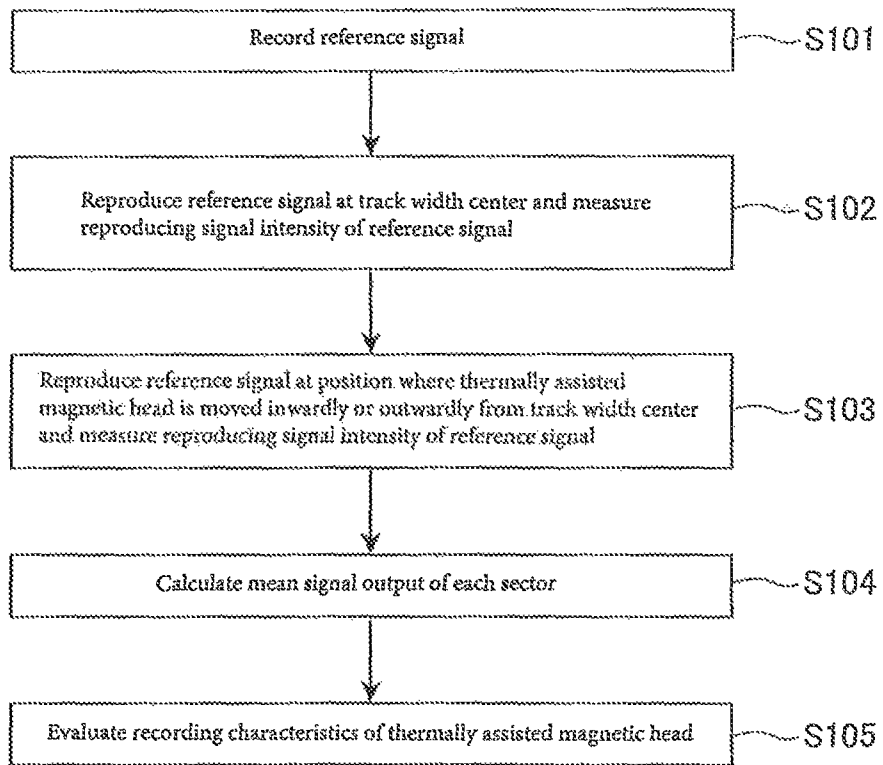 Record reference signal
S101
Reproduce reference signal at track width center and measure
reproducing signal intensity of reference signal
S102
Reproduce reference signal at position where thermally assisted
magnetic head is moved inwardly or outwardly from track width center
and measure reproducing signal intensity of reference signal
S103
Calculate mean signal output of each sector
S104
Evaluate recording characteristics of thermally assisted magnetic head
S105